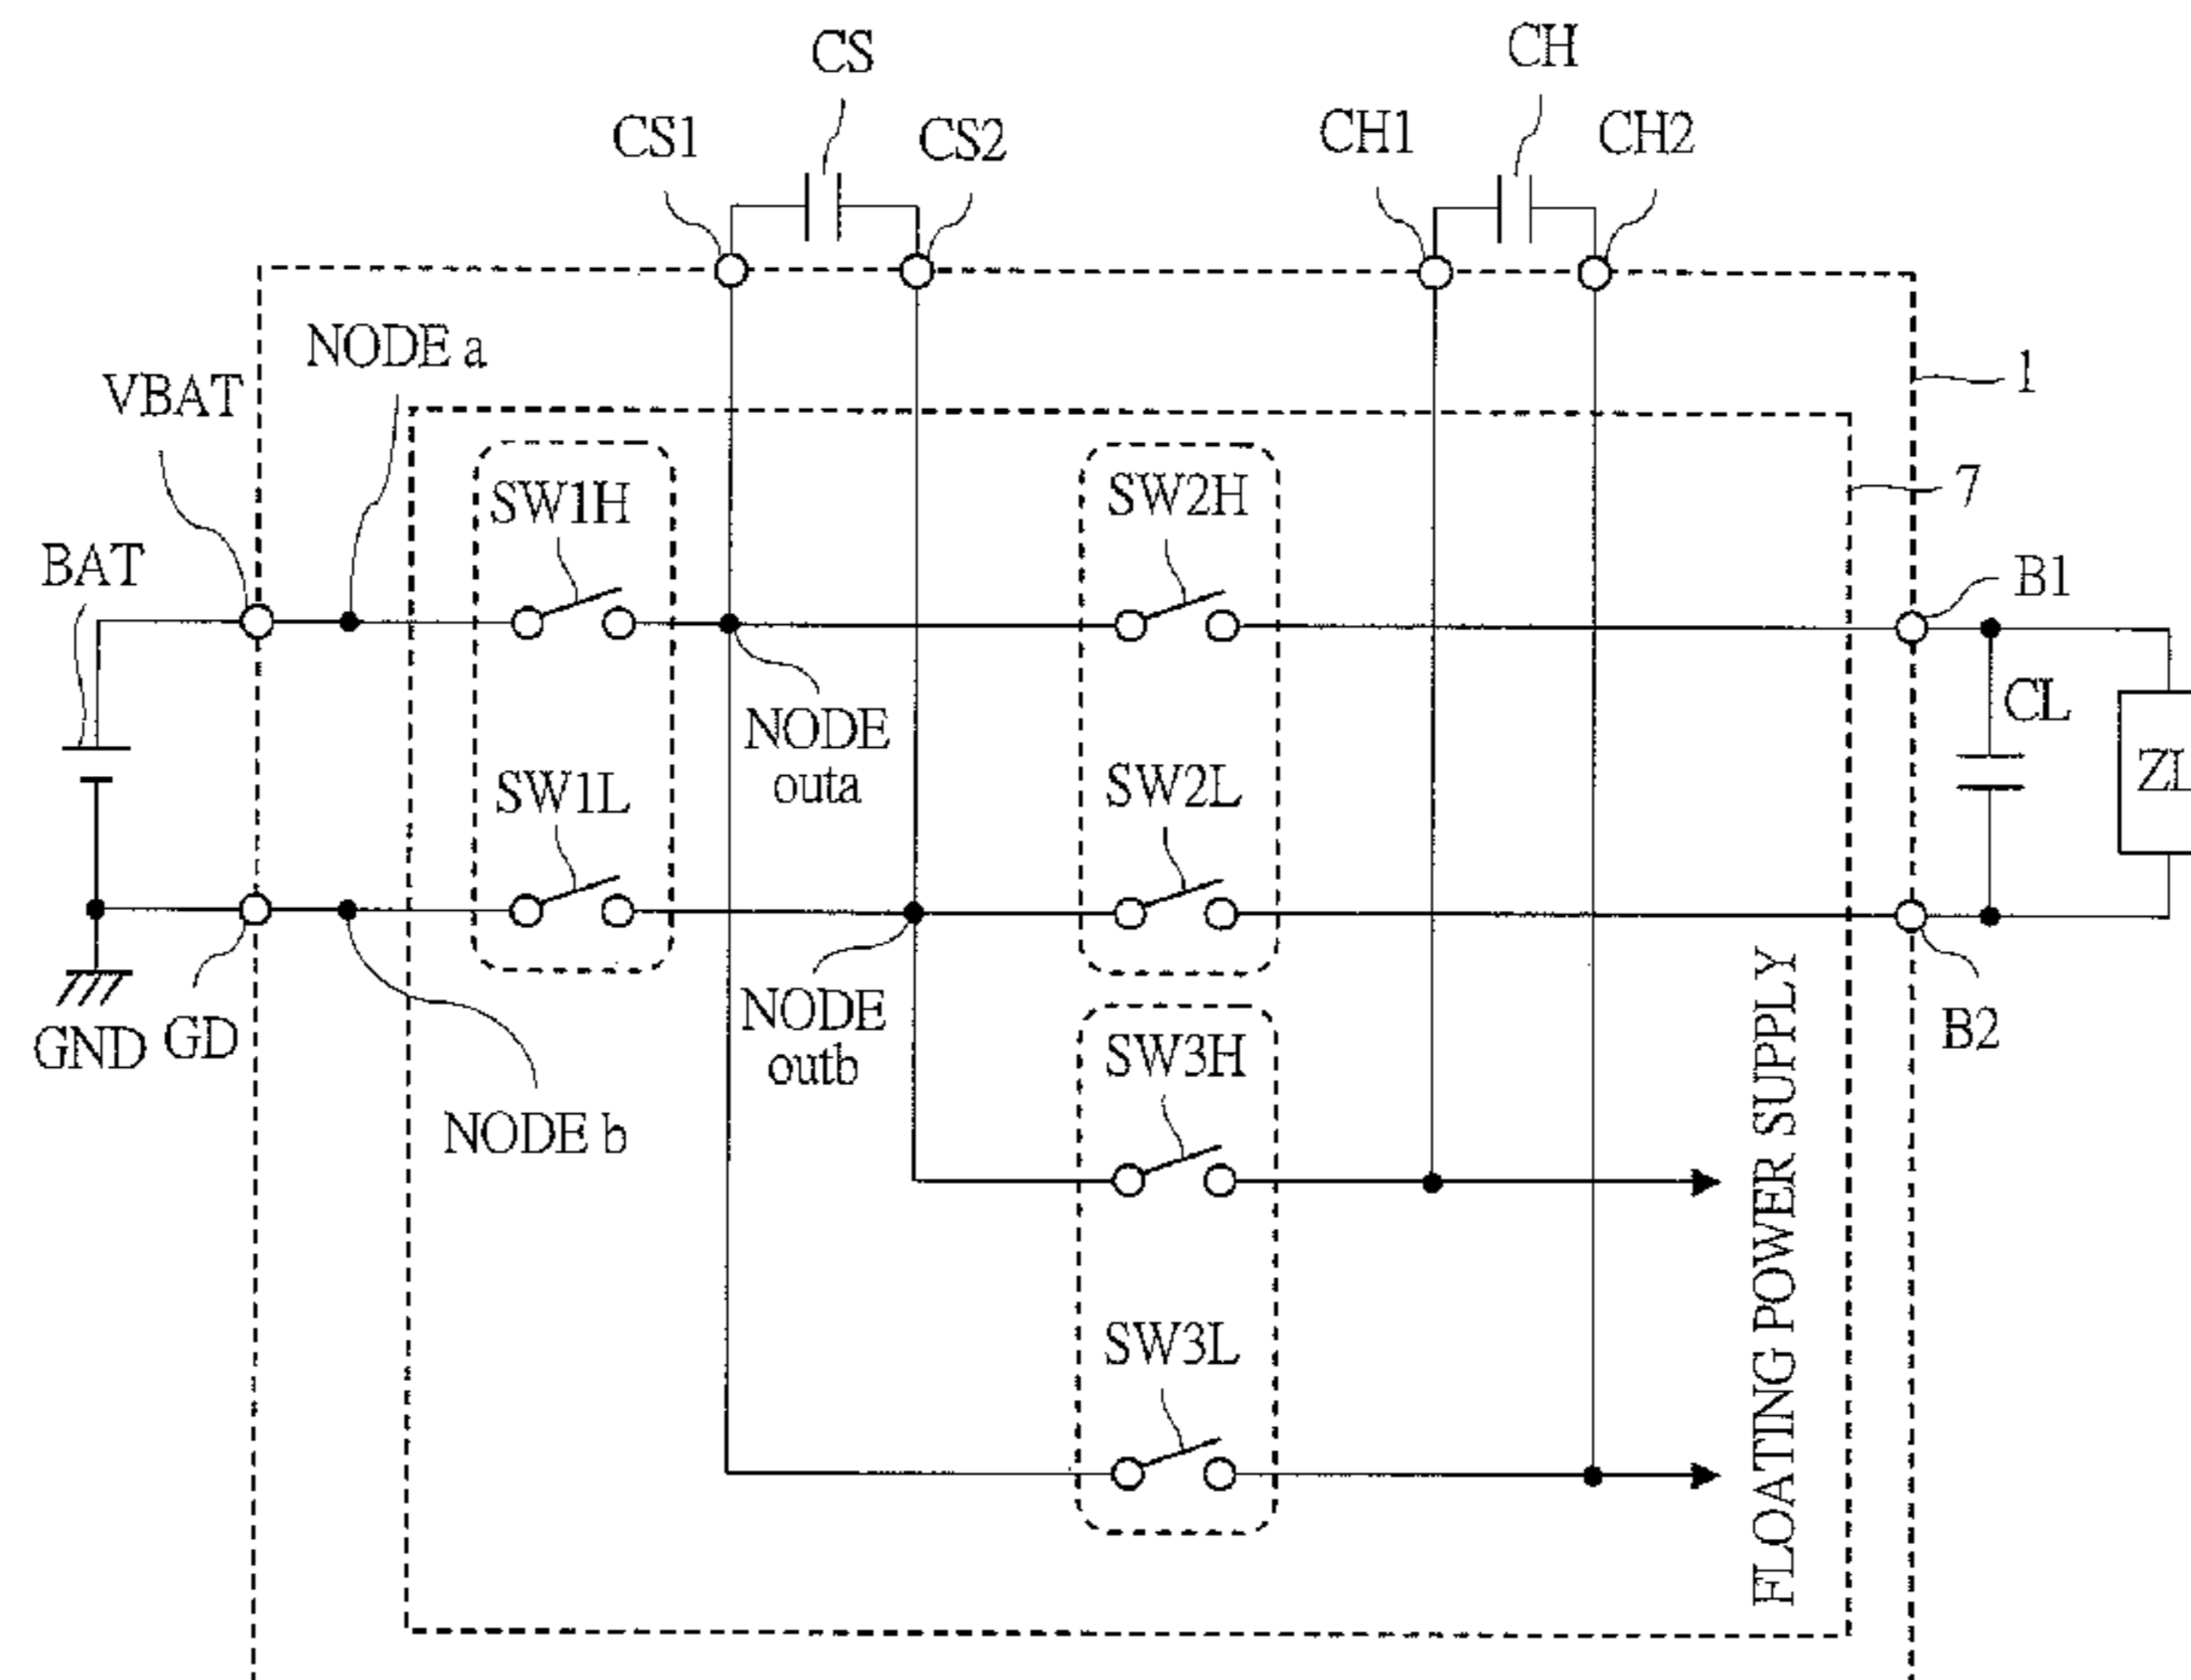 CS
CH
CS1
CS2
CH1
CH2
NODE a
VBAT
1
SW1H
SW2H
7
BAT
B1
NODE
outa
CL
SW1L
SW2L
ZL
GND
GD
NODE
outb
SW3H
B2
NODE b
SW3L
FLOATING POWER SUPPLY